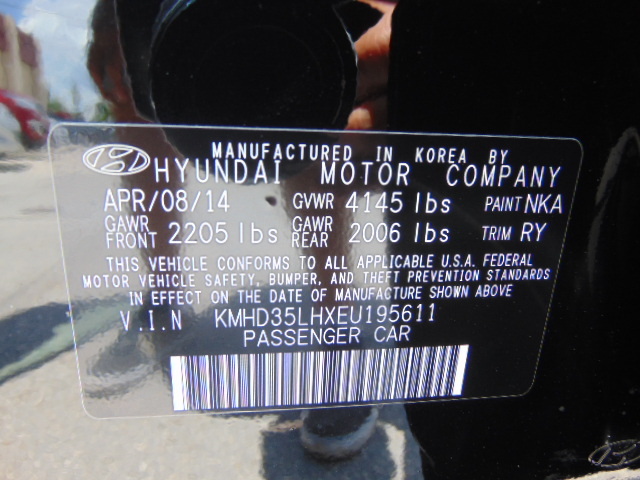 MANUFACTURED IN KOREA BY
HYUNDAI MOTOR COMPANY
APR/08/14 GVWR 4145 lbs PAINT NKA
GAWR FRONT 2205 lbs GAWR REAR 2006 lbs TRIM RY
THIS VEHICLE CONFORMS TO ALL APPLICABLE U.S.A. FEDERAL
MOTOR VEHICLE SAFETY, BUMPER, AND THEFT PREVENTION STANDARDS
IN EFFECT ON THE DATE OF MANUFACTURE SHOWN ABOVE
V.I.N KMHD35LHXEU195611
PASSENGER CAR